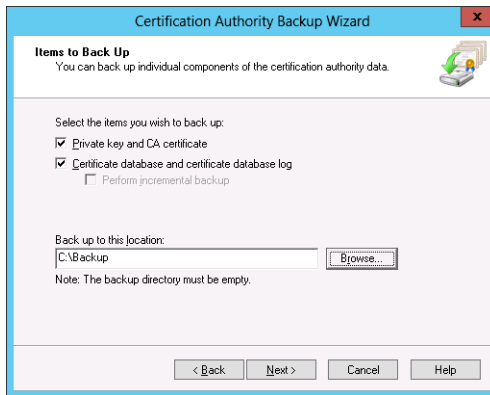 Certification Authority Backup Wizard
x
Items to Back Up
You can back up individual components of the certification authority data.
Select the items you wish to back up:
Private key and CA certificate
Certificate database and certificate database log
Perform incremental backup
Back up to this location:
C:\Backup
Browse...
Note: The backup directory must be empty.
< Back
Next >
Cancel
Help